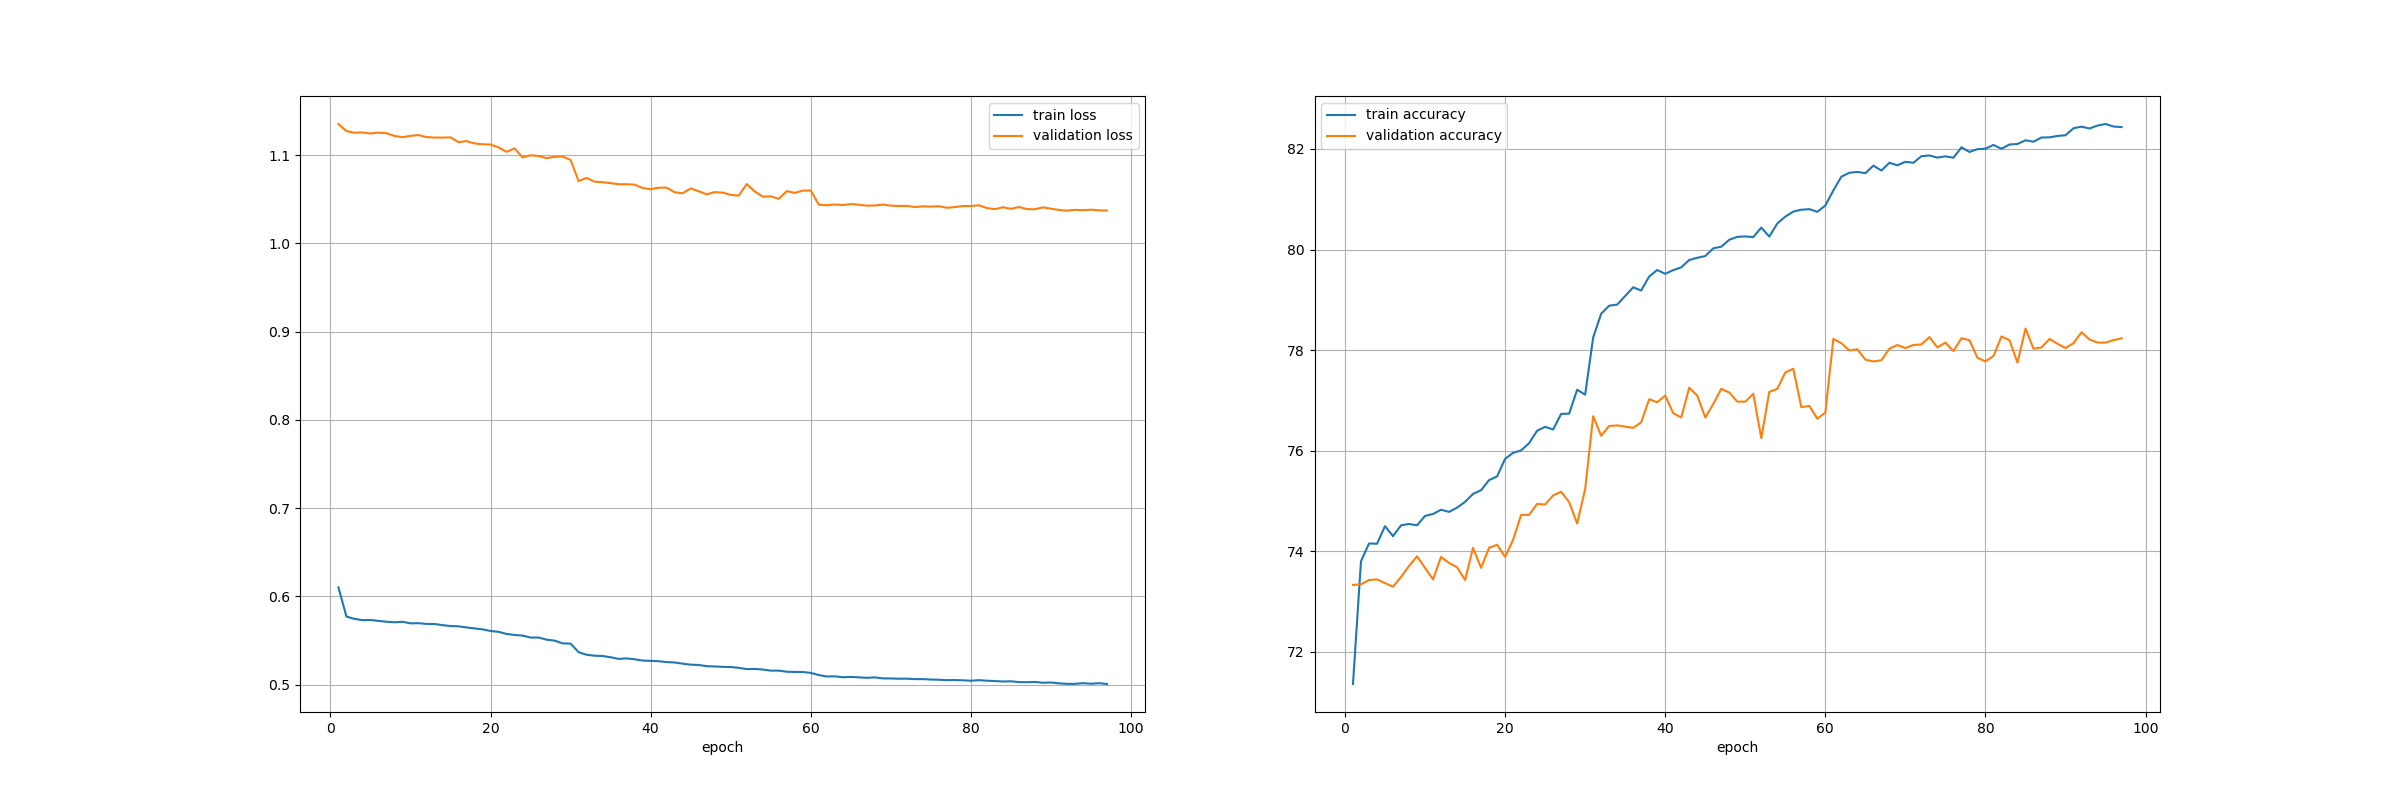 train loss
validation loss
1.1
1.0
0.9
0.8
0.7
0.6
0.5
0 20 40 60 80 100
epoch
train accuracy
validation accuracy
82
80
78
76
74
72
0 20 40 60 80 100
epoch